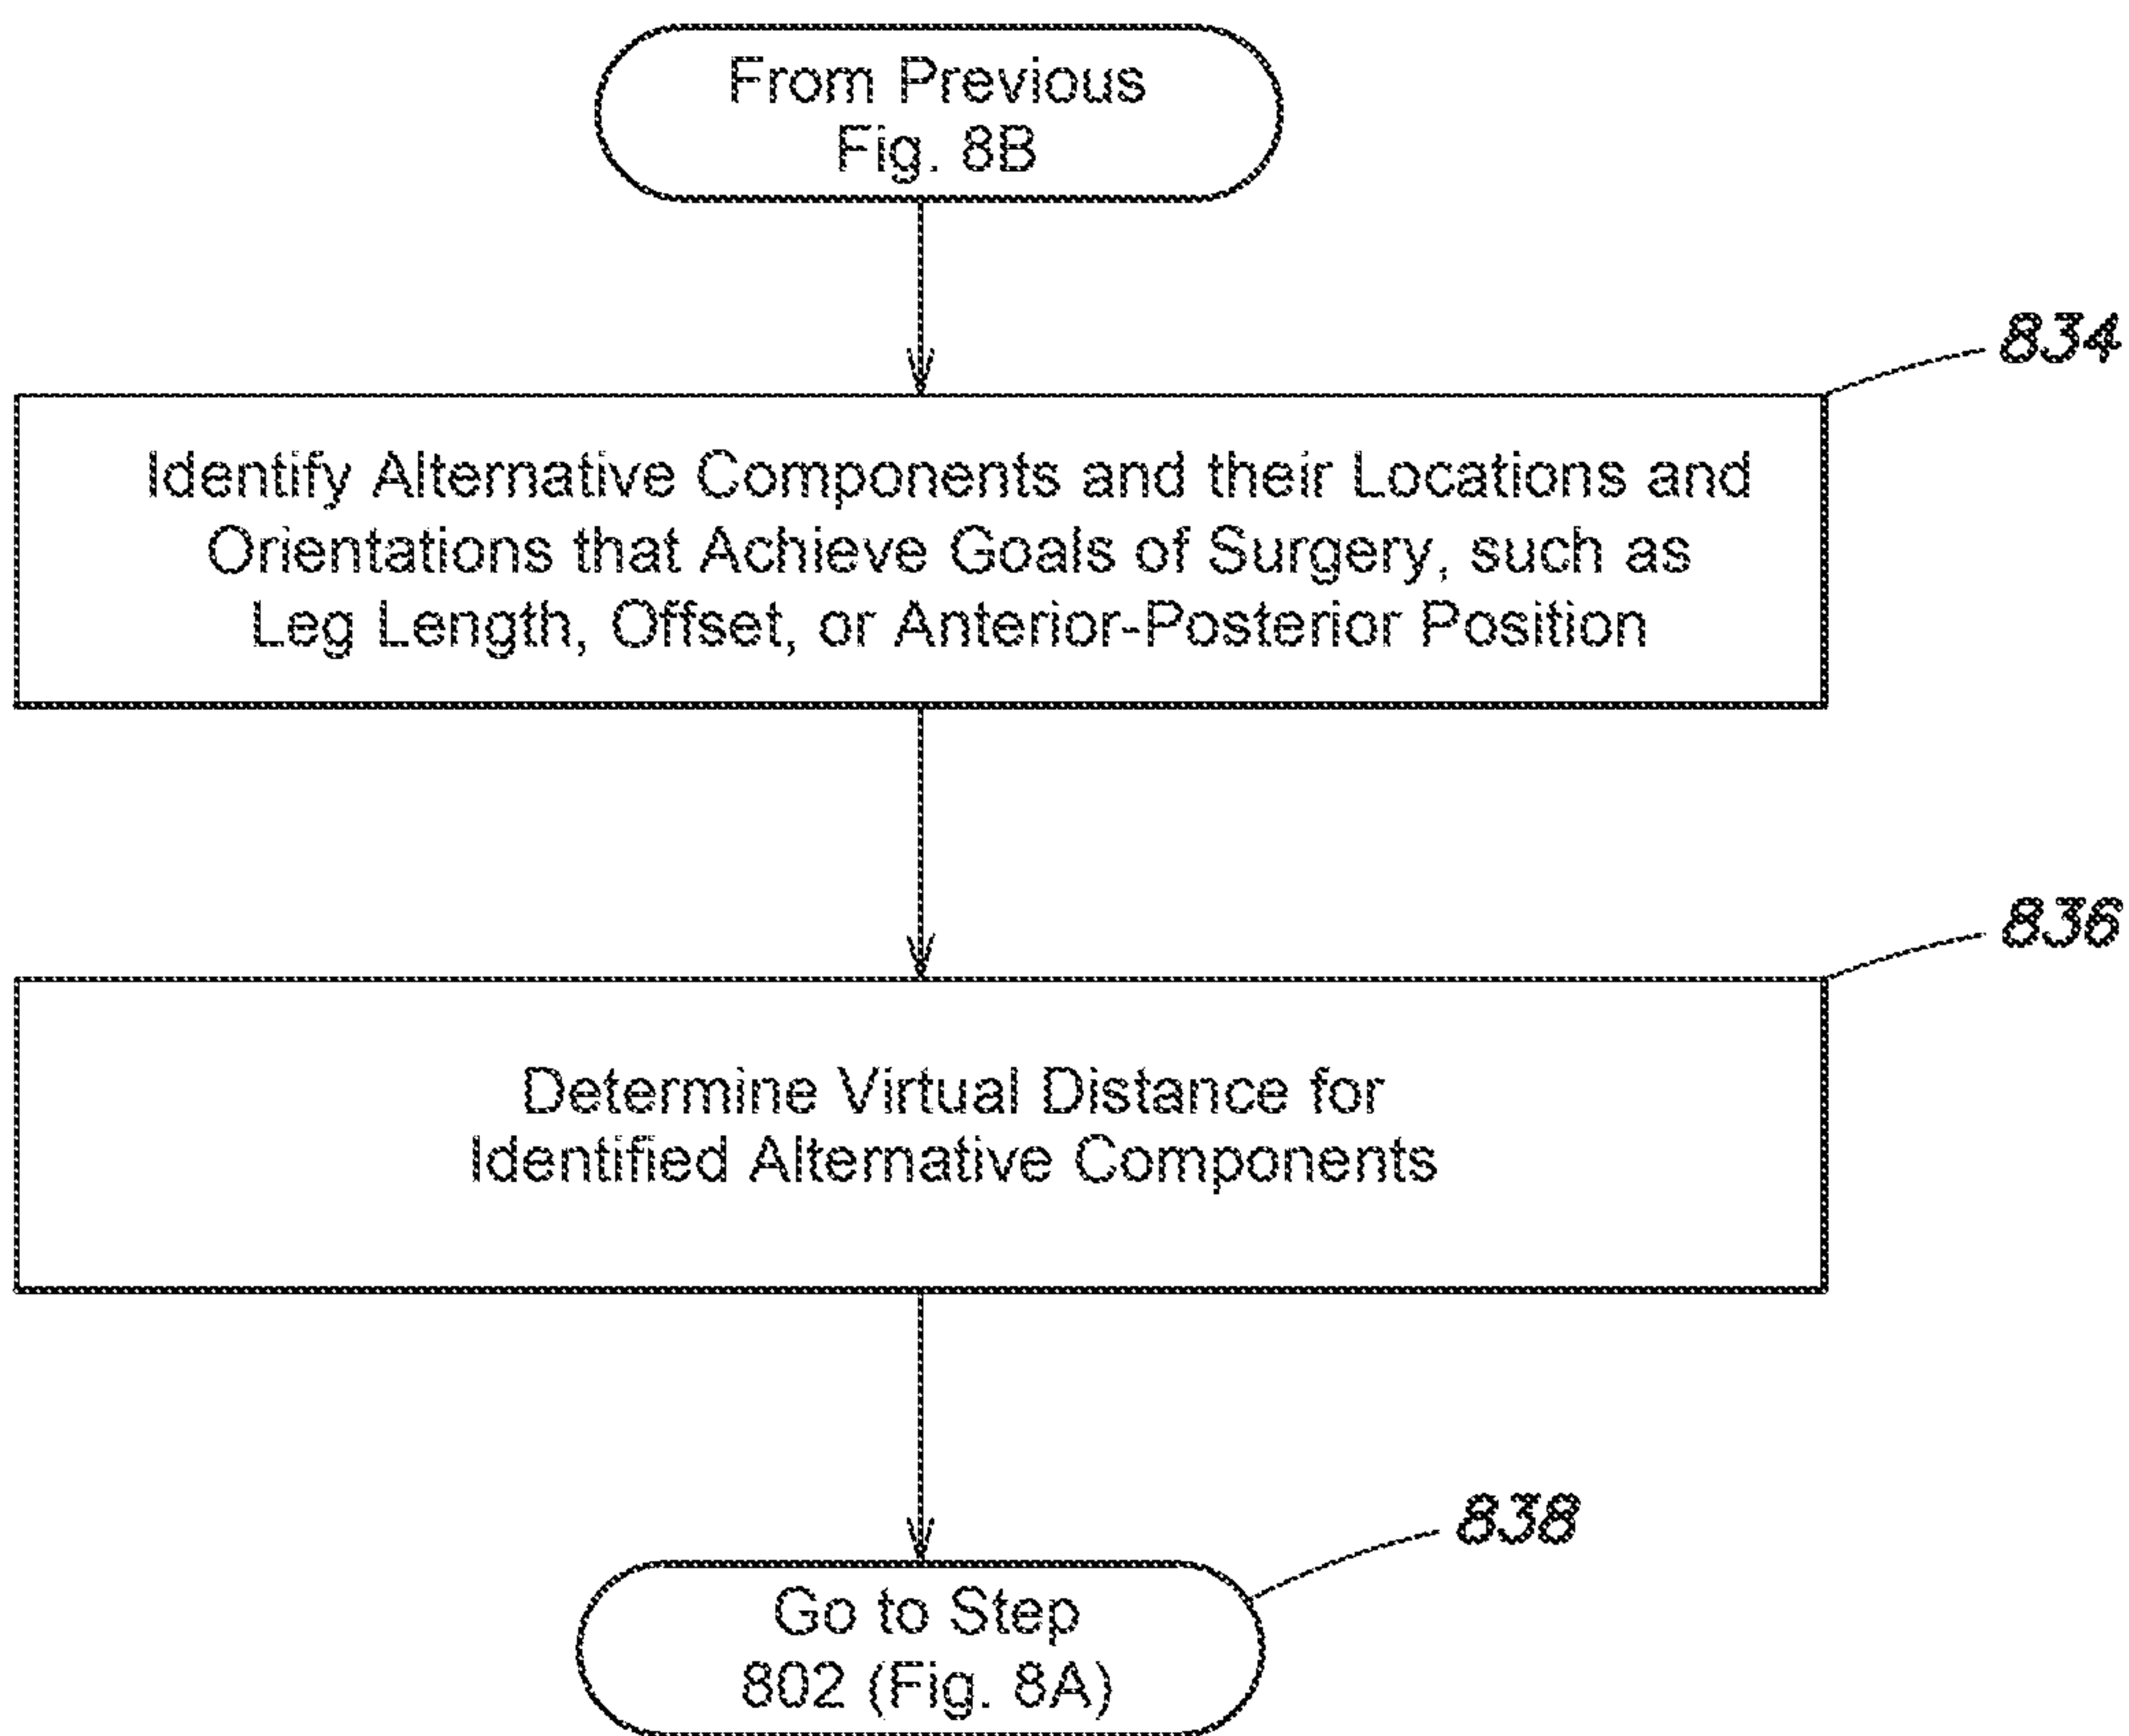 From Previous
Fig. 8B
834
Identify Alternative Components and their Locations and
Orientations that Achieve Goals of Surgery, such as
Leg Length, Offset, or Anterior-Posterior Position
836
Determine Virtual Distance for
Identified Alternative Components
838
Go to Step
802 (Fig. 8A)